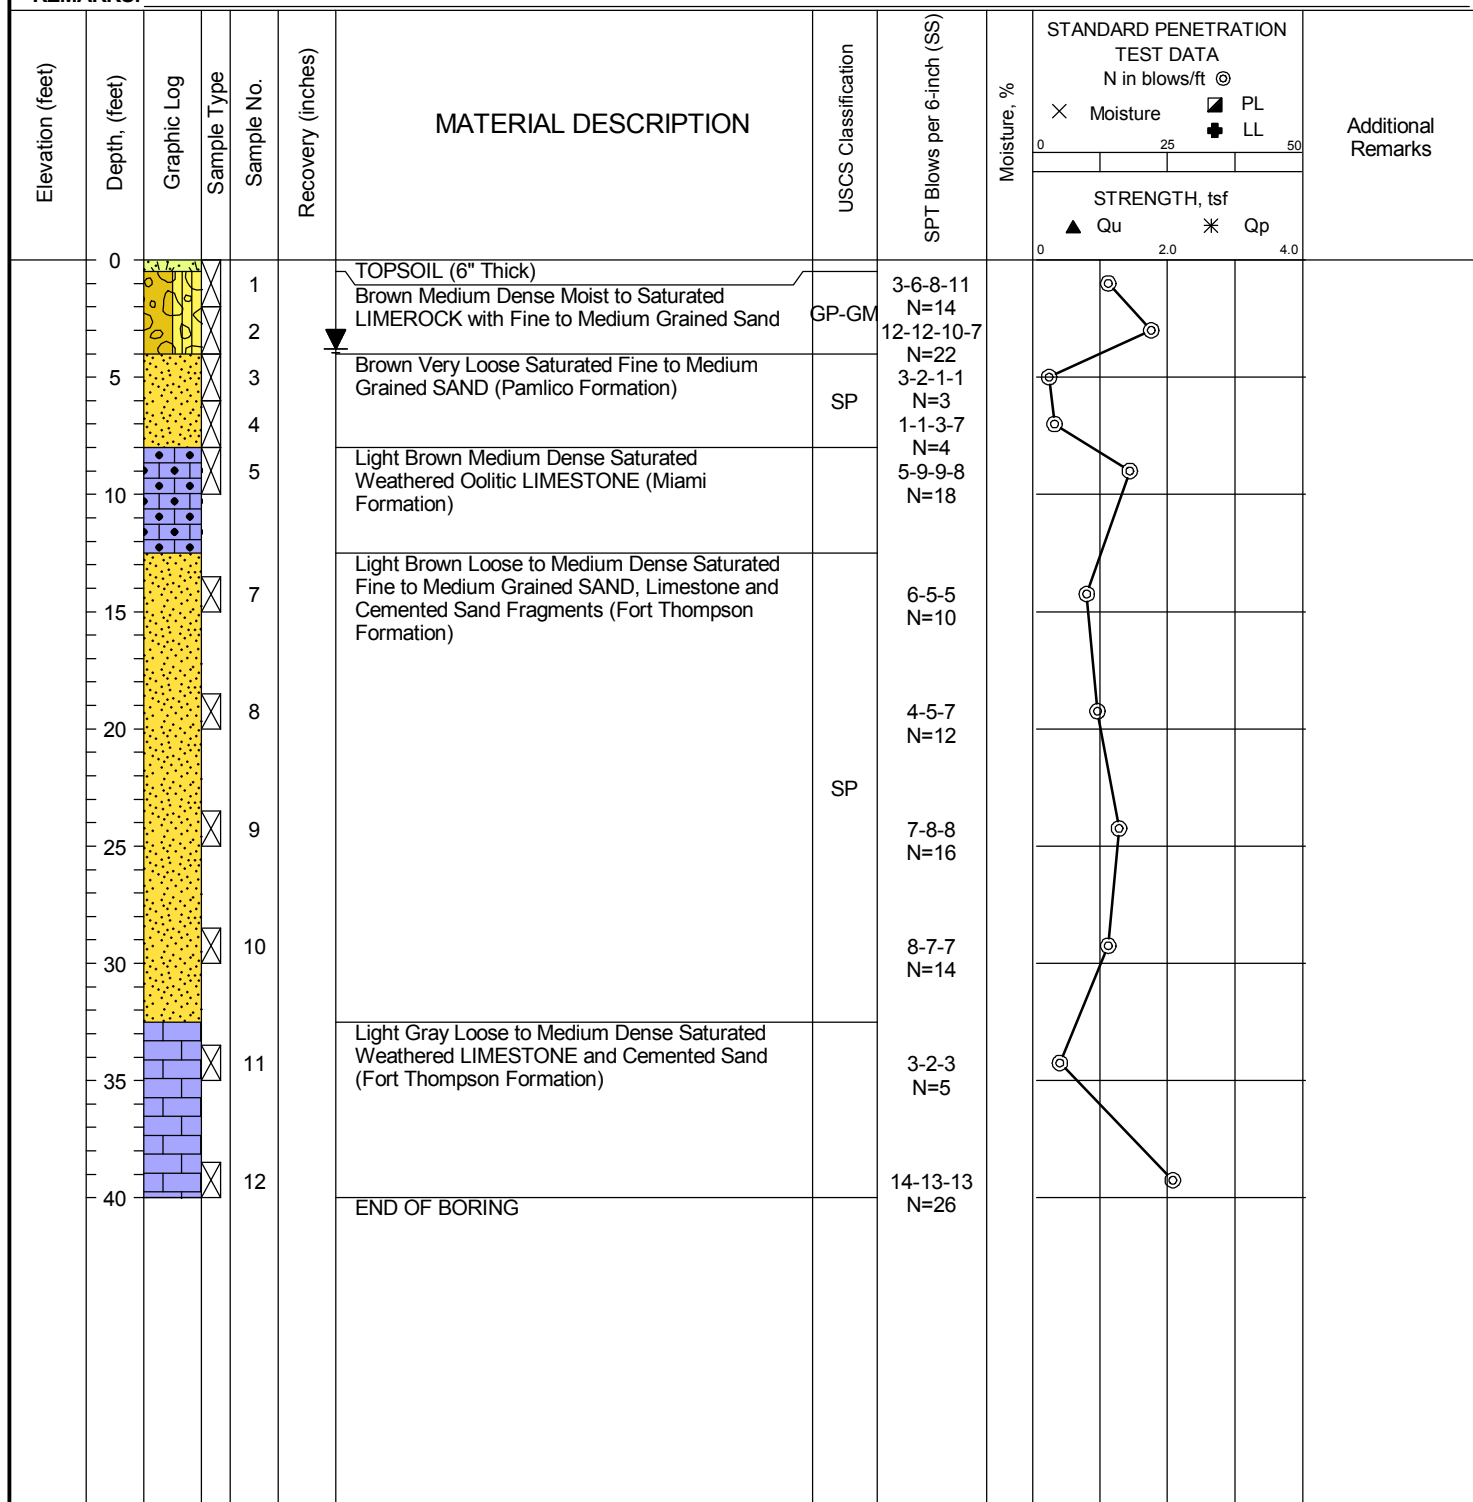 Elevation (feet)
Depth, (feet)
Graphic Log
Sample Type
Sample No.
Recovery (inches)
MATERIAL DESCRIPTION
USCS Classification
SPT Blows per 6-inch (SS)
Moisture, %
STANDARD PENETRATION
TEST DATA
N in blows/ft
Moisture
PL
LL
0 25 50
STRENGTH, tsf
Qu Qp
0 2.0 4.0
Additional
Remarks
0
TOPSOIL (6" Thick)
1
3-6-8-11
N=14
Brown Medium Dense Moist to Saturated
LIMEROCK with Fine to Medium Grained Sand
GP-GM
2
12-12-10-7
N=22
Brown Very Loose Saturated Fine to Medium
Grained SAND (Pamlico Formation)
5
3
3-2-1-1
N=3
SP
4
1-1-3-7
N=4
Light Brown Medium Dense Saturated
Weathered Oolitic LIMESTONE (Miami
Formation)
5
5-9-9-8
N=18
10
Light Brown Loose to Medium Dense Saturated
Fine to Medium Grained SAND, Limestone and
Cemented Sand Fragments (Fort Thompson
Formation)
7
6-5-5
N=10
15
8
4-5-7
N=12
20
SP
9
7-8-8
N=16
25
10
8-7-7
N=14
30
Light Gray Loose to Medium Dense Saturated
Weathered LIMESTONE and Cemented Sand
(Fort Thompson Formation)
11
3-2-3
N=5
35
12
14-13-13
N=26
40
END OF BORING